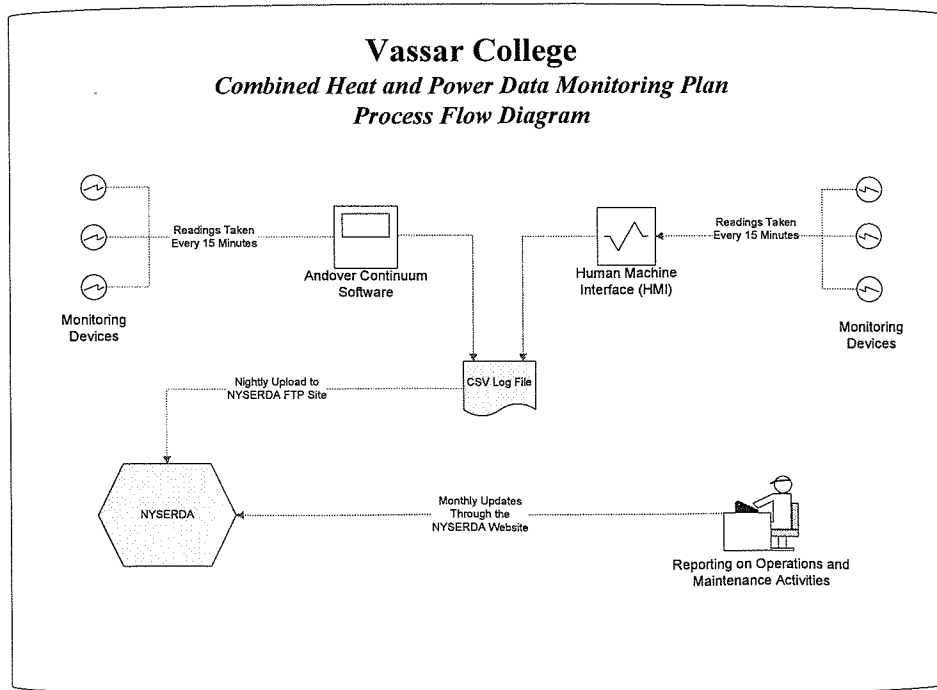 Vassar College
Combined Heat and Power Data Monitoring Plan
Process Flow Diagram
Readings Taken
Every 15 Minutes
Andover Continuum
Software
Monitoring
Devices
Human Machine
Interface (HMI)
Readings Taken
Every 15 Minutes
Monitoring
Devices
CSV Log File
Nightly Upload to
NYSERDA FTP Site
NYSERDA
Monthly Updates
Through the
NYSERDA Website
Reporting on Operations and
Maintenance Activities